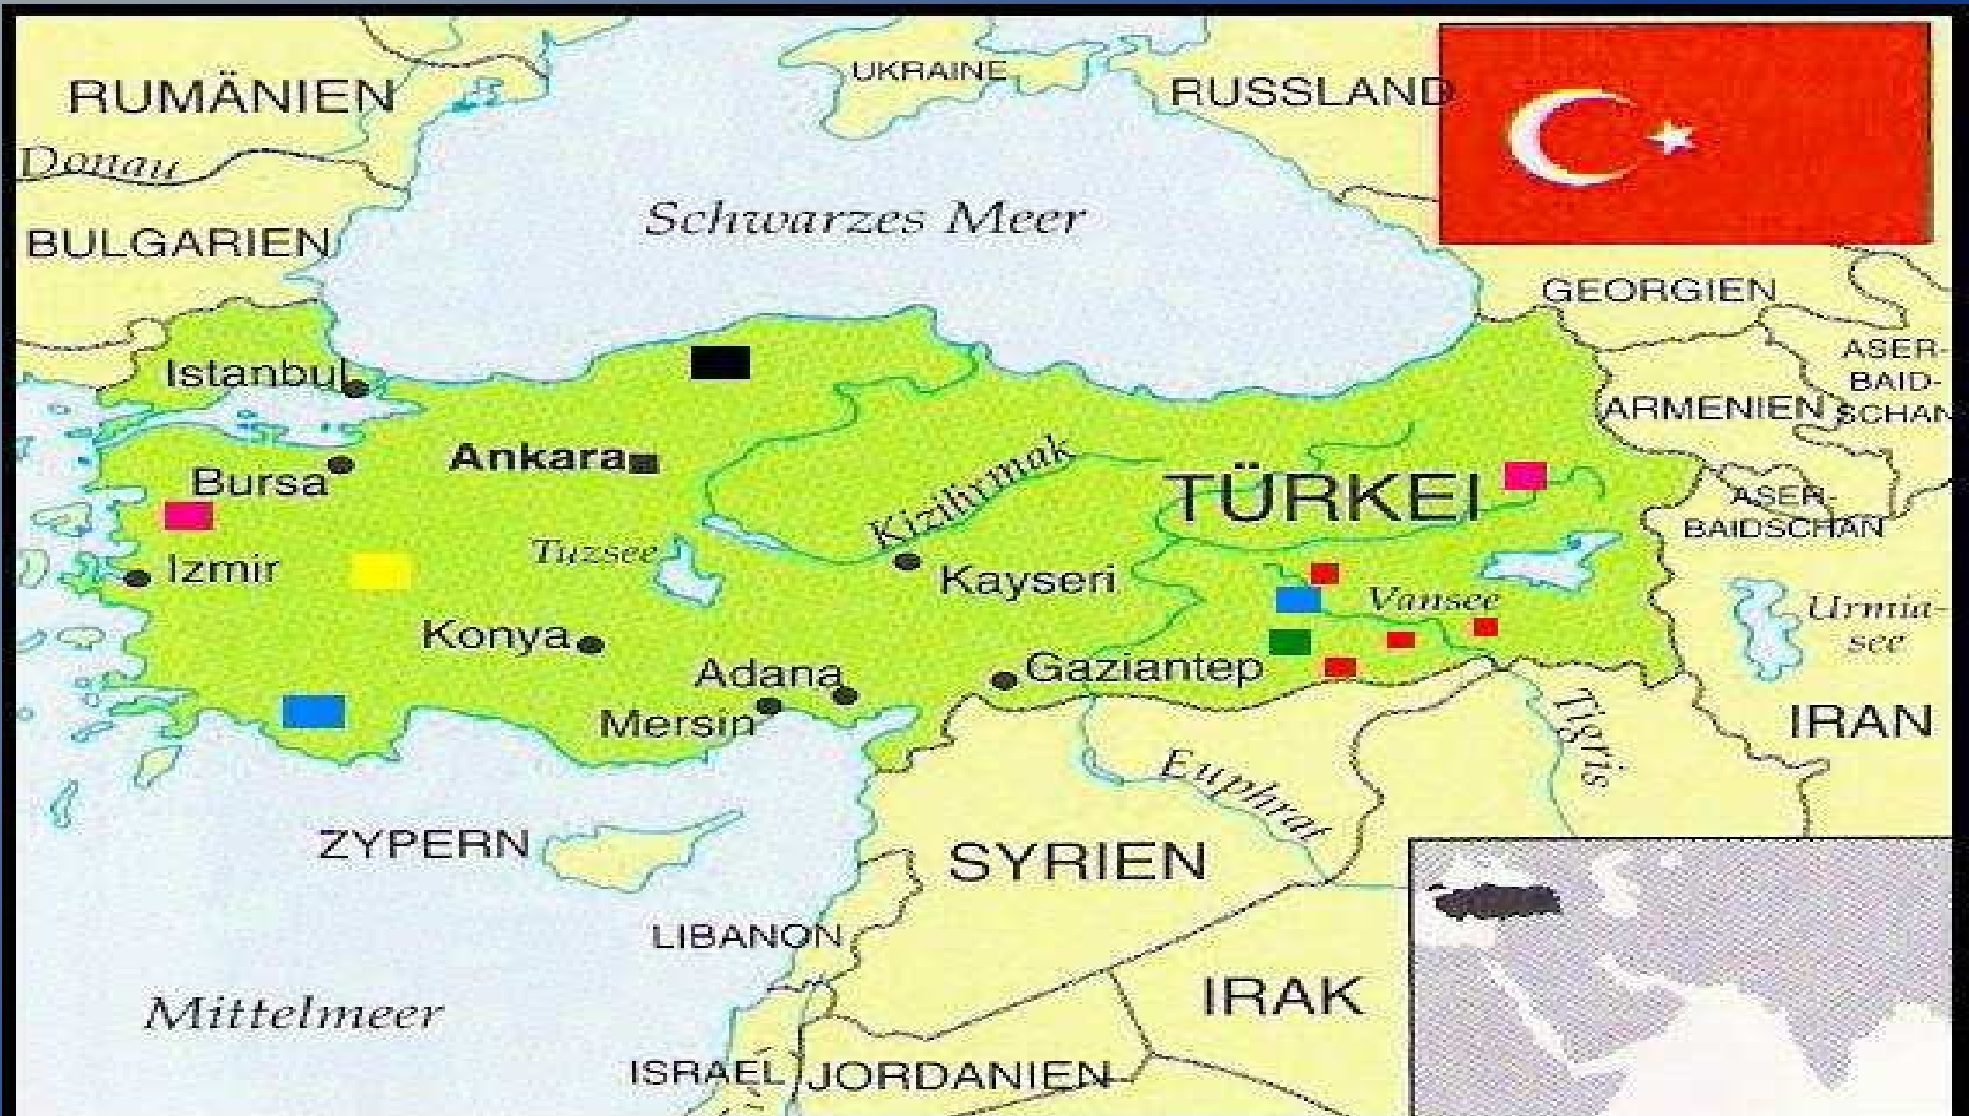 UKRAINE
RUMÄNIEN
RUSSLAND
Donau
Schwarzes Meer
BULGARIEN
GEORGIEN
ASER-
BAID-
SCHAN
Istanbul
ARMENIEN
Ankara
Bursa
Kizihrmak
TÜRKEI
ASER-
BAIDSCHAN
Tuzsee
Izmir
Kayseri
Vansee
Urmia-
see
Konya
Adana
Gaziantep
Mersin
Tigris
IRAN
Euphrat
ZYPERN
SYRIEN
LIBANON
IRAK
Mittelmeer
ISRAEL
JORDANIEN